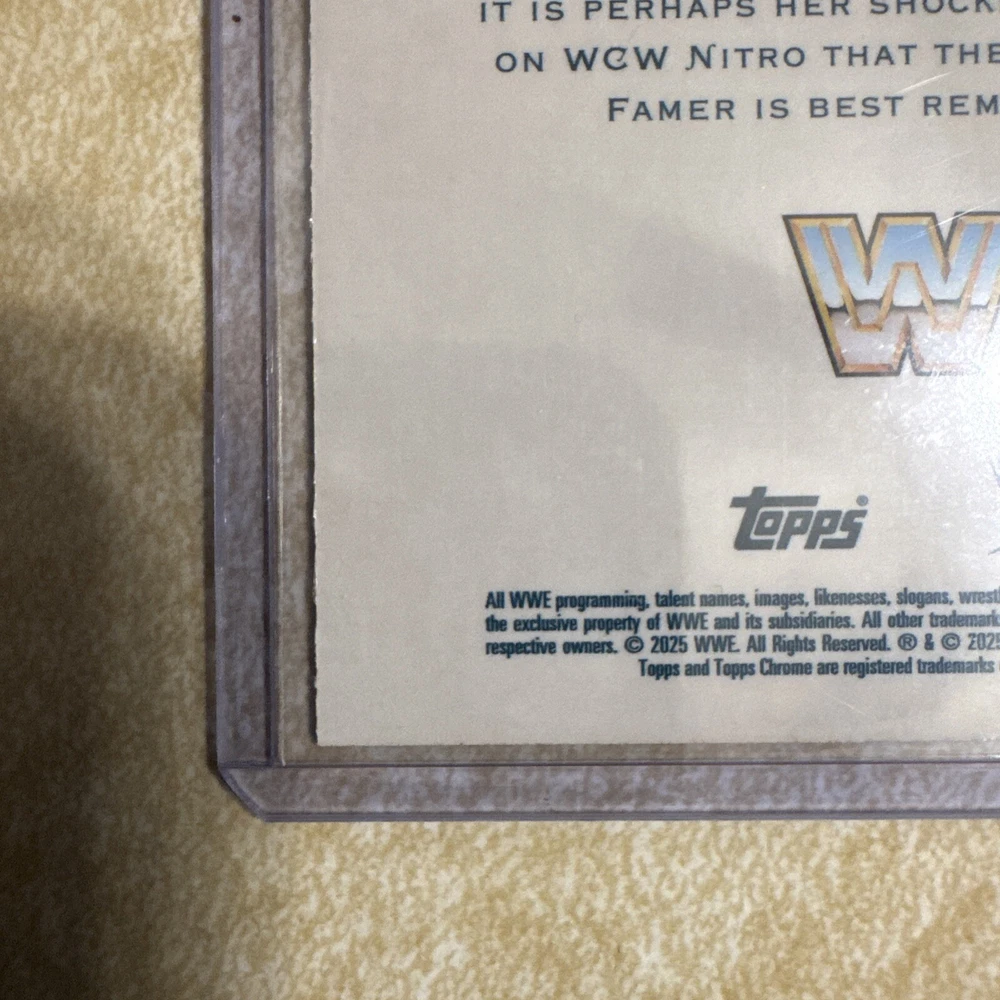 IT IS PERHAPS HER SHOCK
ON WCW NITRO THAT THE
FAMER IS BEST REM
W
TOPPS®
All WWE programming, talent names, images, likenesses, slogans, wrestl
the exclusive property of WWE and its subsidiaries. All other trademark
respective owners. © 2025 WWE. All Rights Reserved. ® & © 202
Topps and Topps Chrome are registered trademarks